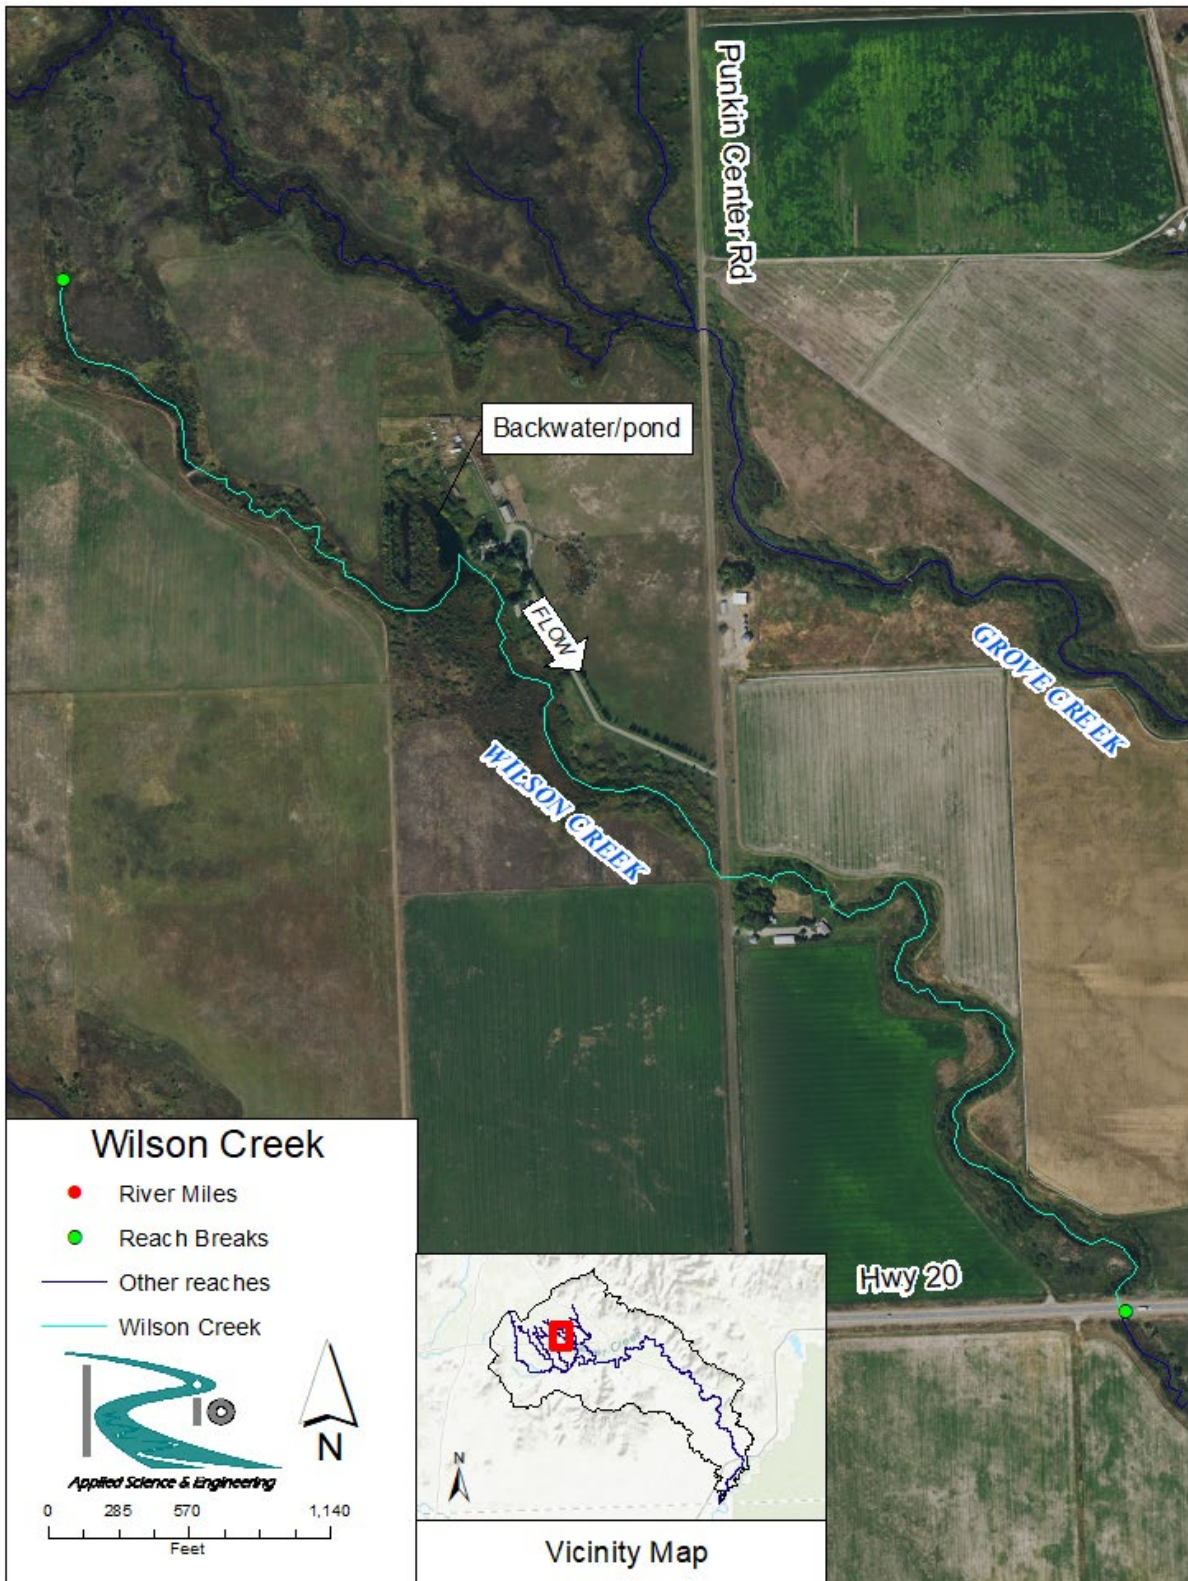 Punkin Center Rd
Backwater/pond
FLOW
GROVE CREEK
WILSON CREEK
Hwy 20
Wilson Creek
River Miles
Reach Breaks
Other reaches
Wilson Creek
N
Applied Science & Engineering
0 285 570 1,140
Feet
Creek
N
Vicinity Map